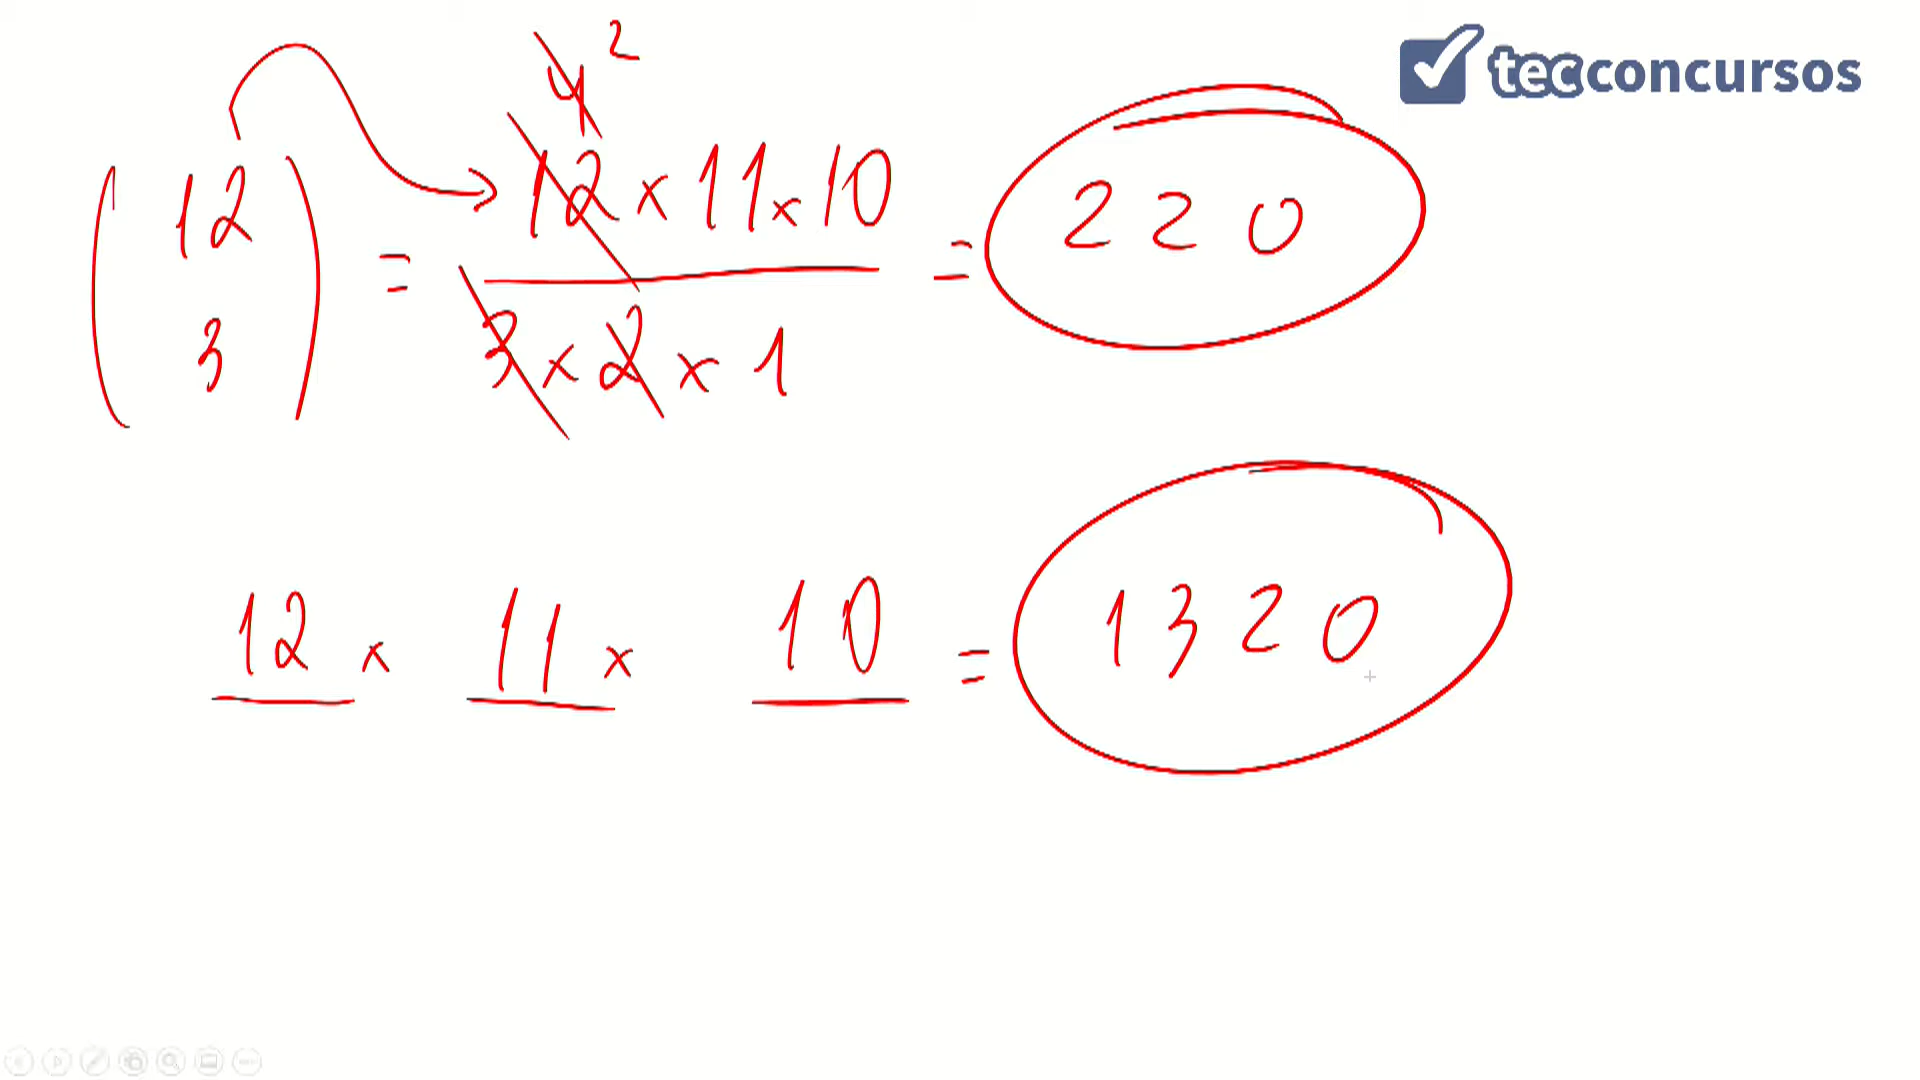 tecconcursos
4 2
( 12 3 ) = 12 x 11 x 10 / 3 x 2 x 1 = 220
12 x 11 x 10 = 1320